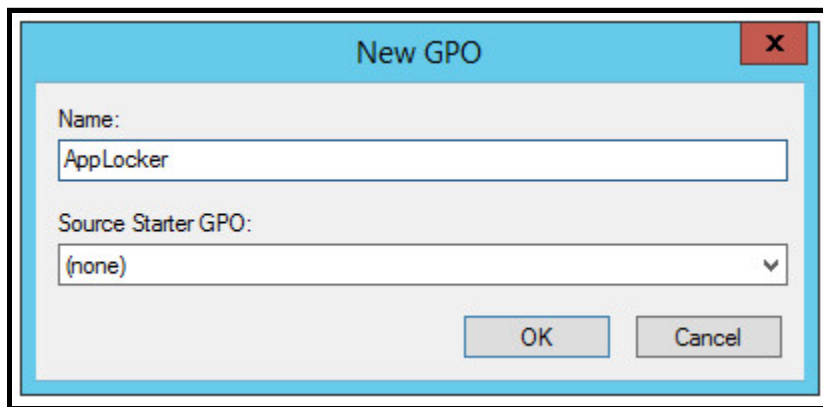 New GPO
x
Name:
AppLocker
Source Starter GPO:
(none)
OK Cancel